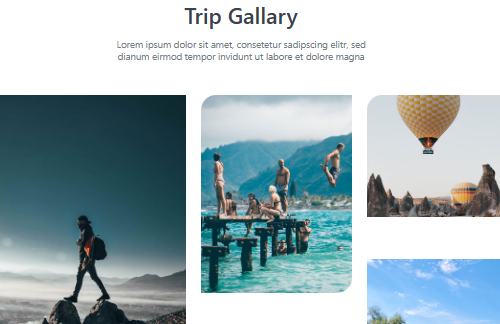 Trip Gallary
Lorem ipsum dolor sit amet, consetetur sadipscing elitr, sed
dianum eirmod tempor invidunt ut labore et dolore magna